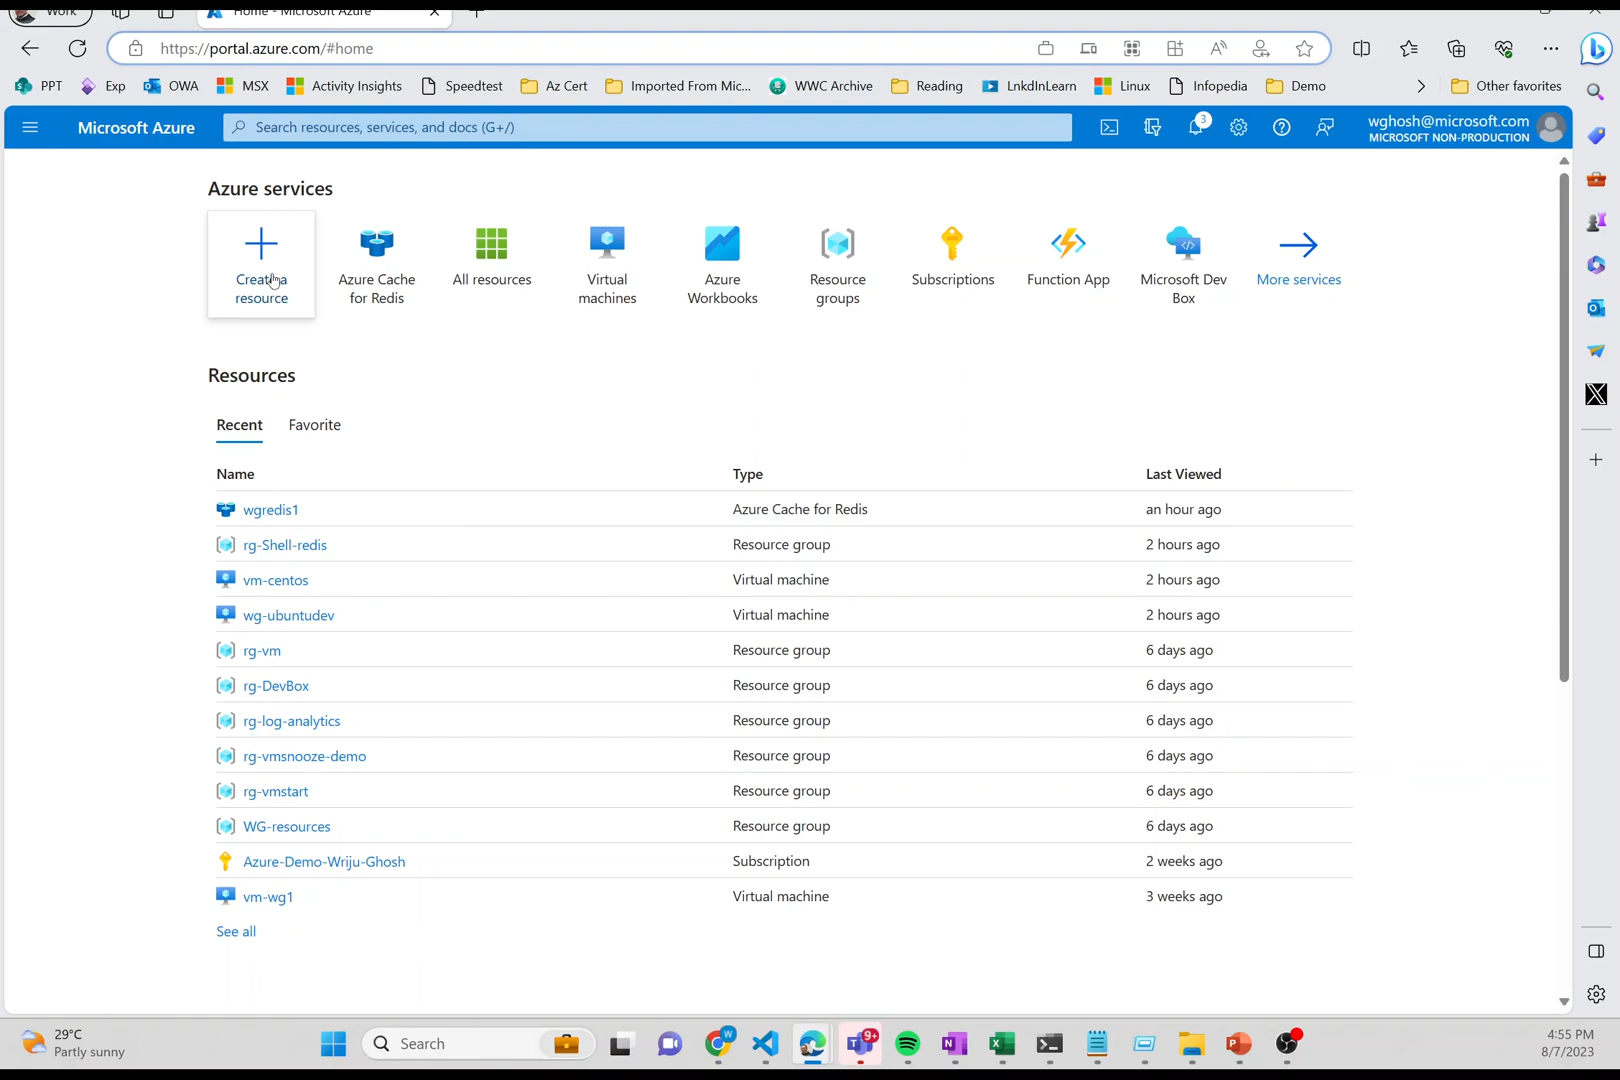 Work
Home - Microsoft Azure
https://portal.azure.com/#home
PPT Exp OWA MSX Activity Insights Speedtest Az Cert Imported From Mic... WWC Archive Reading LnkdInLearn Linux Infopedia Demo Other favorites
Microsoft Azure
Search resources, services, and docs (G+/)
3
wghosh@microsoft.com
MICROSOFT NON-PRODUCTION
Azure services
Create a
resource
Azure Cache
for Redis
All resources
Virtual
machines
Azure
Workbooks
Resource
groups
Subscriptions
Function App
Microsoft Dev
Box
More services
Resources
Recent Favorite
Name Type Last Viewed
wgredis1 Azure Cache for Redis an hour ago
rg-Shell-redis Resource group 2 hours ago
vm-centos Virtual machine 2 hours ago
wg-ubuntudev Virtual machine 2 hours ago
rg-vm Resource group 6 days ago
rg-DevBox Resource group 6 days ago
rg-log-analytics Resource group 6 days ago
rg-vmsnooze-demo Resource group 6 days ago
rg-vmstart Resource group 6 days ago
WG-resources Resource group 6 days ago
Azure-Demo-Wriju-Ghosh Subscription 2 weeks ago
vm-wg1 Virtual machine 3 weeks ago
See all
29°C
Partly sunny
Search
W
9+
4:55 PM
8/7/2023